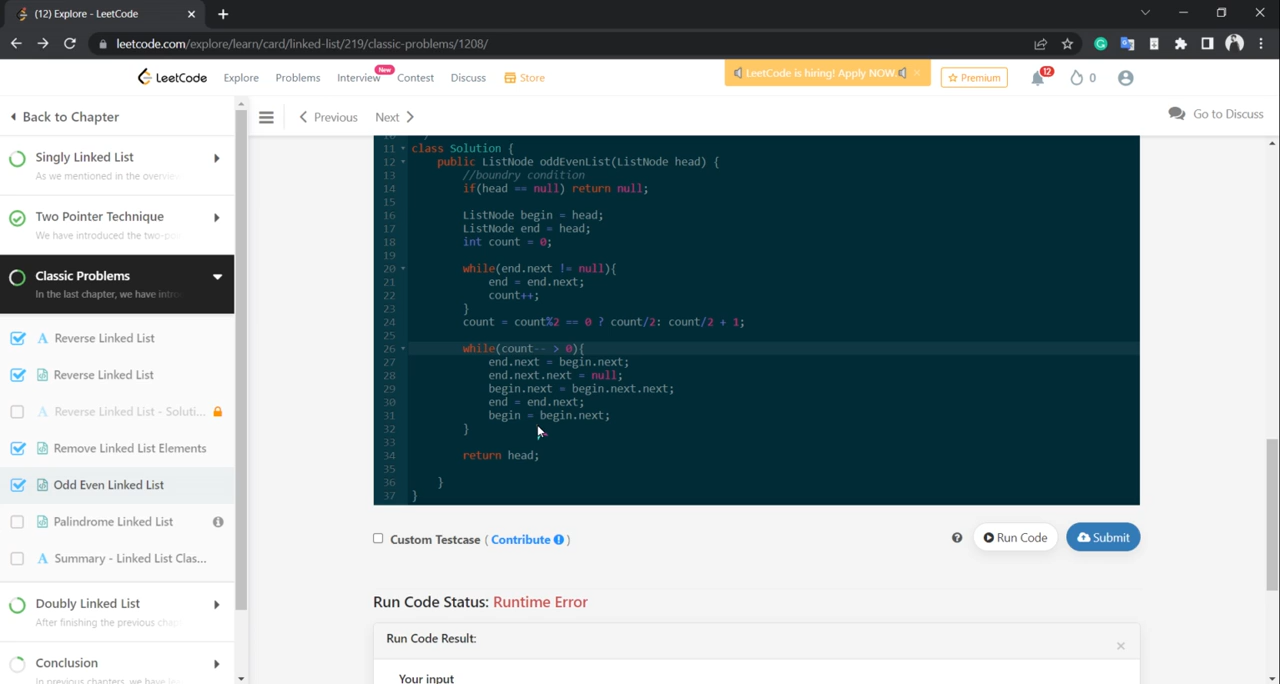 (12) Explore - LeetCode
leetcode.com/explore/learn/card/linked-list/219/classic-problems/1208/
LeetCode Explore Problems Interview New Contest Discuss Store
LeetCode is hiring! Apply NOW.
Premium
12
0
Back to Chapter
Previous Next
Go to Discuss
Singly Linked List
As we mentioned in the overvie
Two Pointer Technique
We have introduced the two-poi
Classic Problems
In the last chapter, we have intro
Reverse Linked List
Reverse Linked List
Reverse Linked List - Soluti...
Remove Linked List Elements
Odd Even Linked List
Palindrome Linked List
Summary - Linked List Clas...
Doubly Linked List
After finishing the previous chap
Conclusion
In previous chapters, we have le
11 class Solution {
12 public ListNode oddEvenList(ListNode head) {
13 //boundry condition
14 if(head == null) return null;
15
16 ListNode begin = head;
17 ListNode end = head;
18 int count = 0;
19
20 while(end.next != null){
21 end = end.next;
22 count++;
23 }
24 count = count%2 == 0 ? count/2: count/2 + 1;
25
26 while(count-- > 0){
27 end.next = begin.next;
28 end.next.next = null;
29 begin.next = begin.next.next;
30 end = end.next;
31 begin = begin.next;
32 }
33
34 return head;
35
36 }
37 }
Custom Testcase ( Contribute )
Run Code
Submit
Run Code Status: Runtime Error
Run Code Result:
Your input